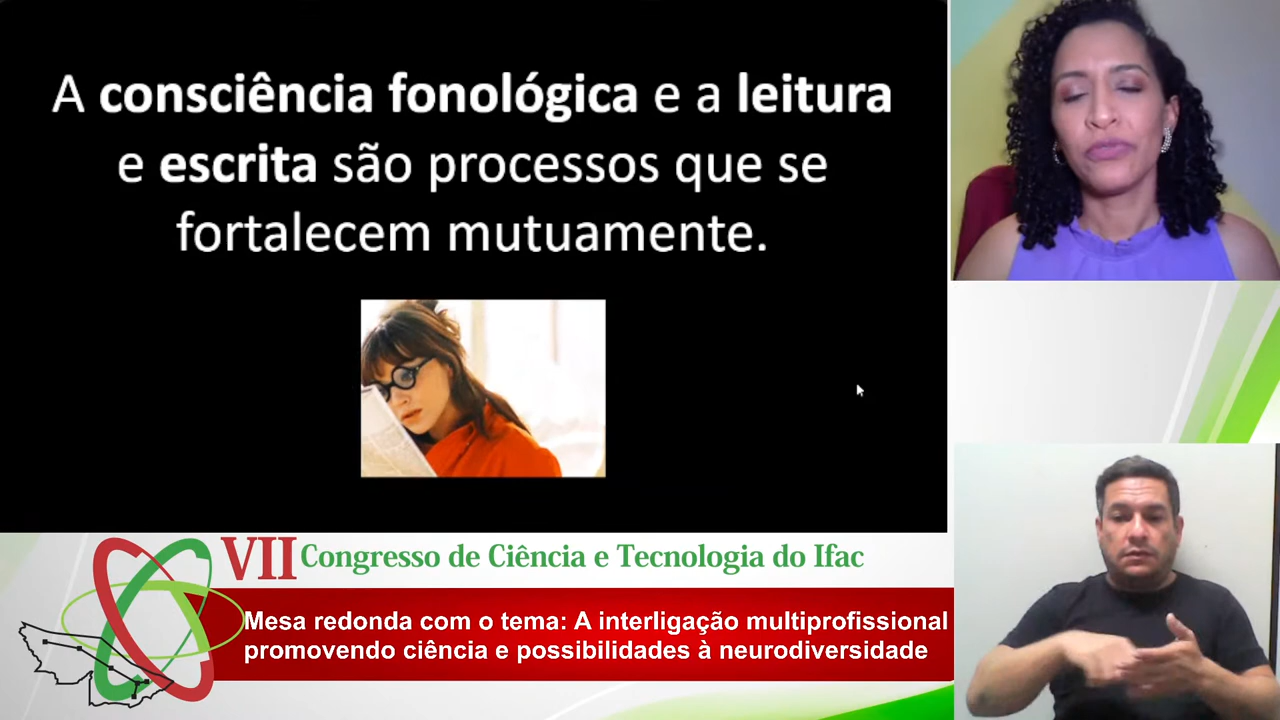 A consciência fonológica e a leitura
e escrita são processos que se
fortalecem mutuamente.
VII Congresso de Ciência e Tecnologia do Ifac
Mesa redonda com o tema: A interligação multiprofissional
promovendo ciência e possibilidades à neurodiversidade